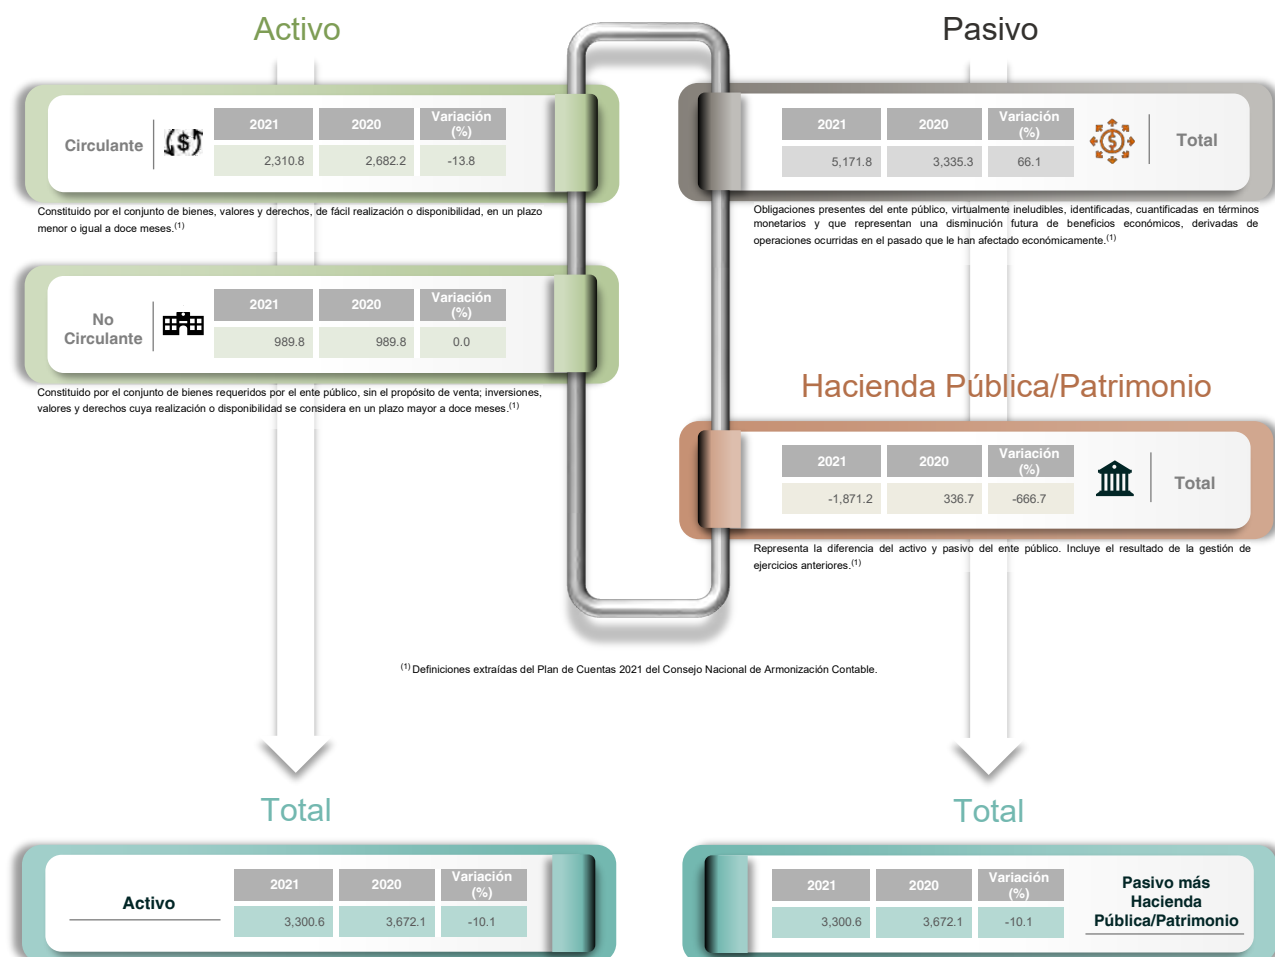 Activo
Circulante
2021 2020 Variación (%)
2,310.8 2,682.2 -13.8
Constituido por el conjunto de bienes, valores y derechos, de fácil realización o disponibilidad, en un plazo
menor o igual a doce meses.(1)
No
Circulante
2021 2020 Variación (%)
989.8 989.8 0.0
Constituido por el conjunto de bienes requeridos por el ente público, sin el propósito de venta; inversiones,
valores y derechos cuya realización o disponibilidad se considera en un plazo mayor a doce meses.(1)
Pasivo
2021 2020 Variación (%)
5,171.8 3,335.3 66.1
Total
Obligaciones presentes del ente público, virtualmente ineludibles, identificadas, cuantificadas en términos
monetarios y que representan una disminución futura de beneficios económicos, derivadas de
operaciones ocurridas en el pasado que le han afectado económicamente.(1)
Hacienda Pública/Patrimonio
2021 2020 Variación (%)
-1,871.2 336.7 -666.7
Total
Representa la diferencia del activo y pasivo del ente público. Incluye el resultado de la gestión de
ejercicios anteriores.(1)
(1) Definiciones extraídas del Plan de Cuentas 2021 del Consejo Nacional de Armonización Contable.
Total
Activo
2021 2020 Variación (%)
3,300.6 3,672.1 -10.1
Total
2021 2020 Variación (%)
3,300.6 3,672.1 -10.1
Pasivo más
Hacienda
Pública/Patrimonio